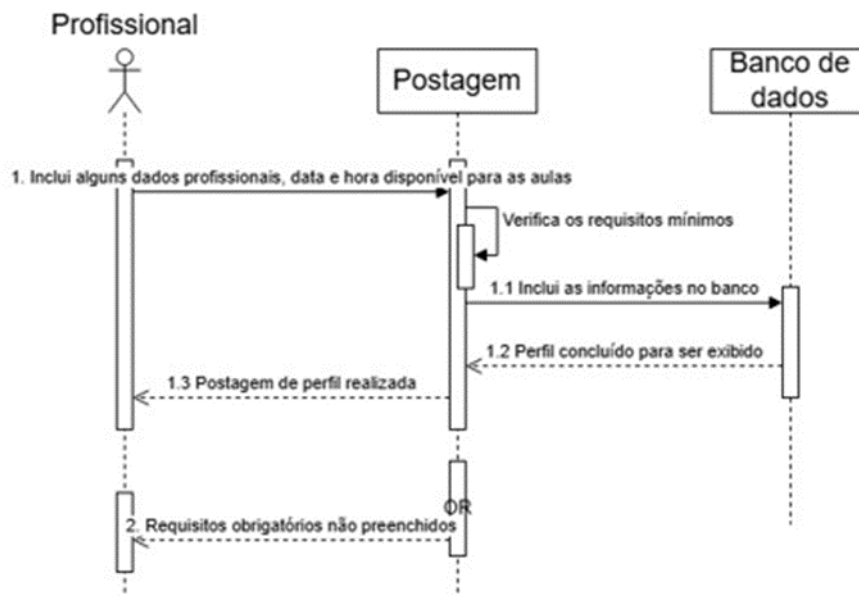 Profissional
Postagem
Banco de
dados
1. Inclui alguns dados profissionais, data e hora disponível para as aulas
Verifica os requisitos mínimos
1.1 Inclui as informações no banco
1.2 Perfil concluído para ser exibido
1.3 Postagem de perfil realizada
OR
2. Requisitos obrigatórios não preenchidos